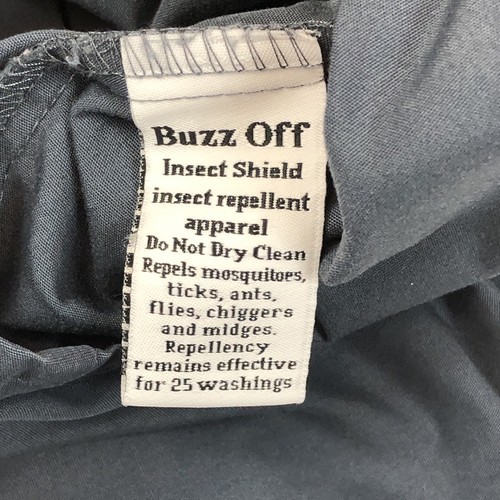 Buzz Off
Insect Shield
insect repellent
apparel
Do Not Dry Clean
Repels mosquitoes,
ticks, ants,
flies, chiggers
and midges.
Repellency
remains effective
for 25 washings